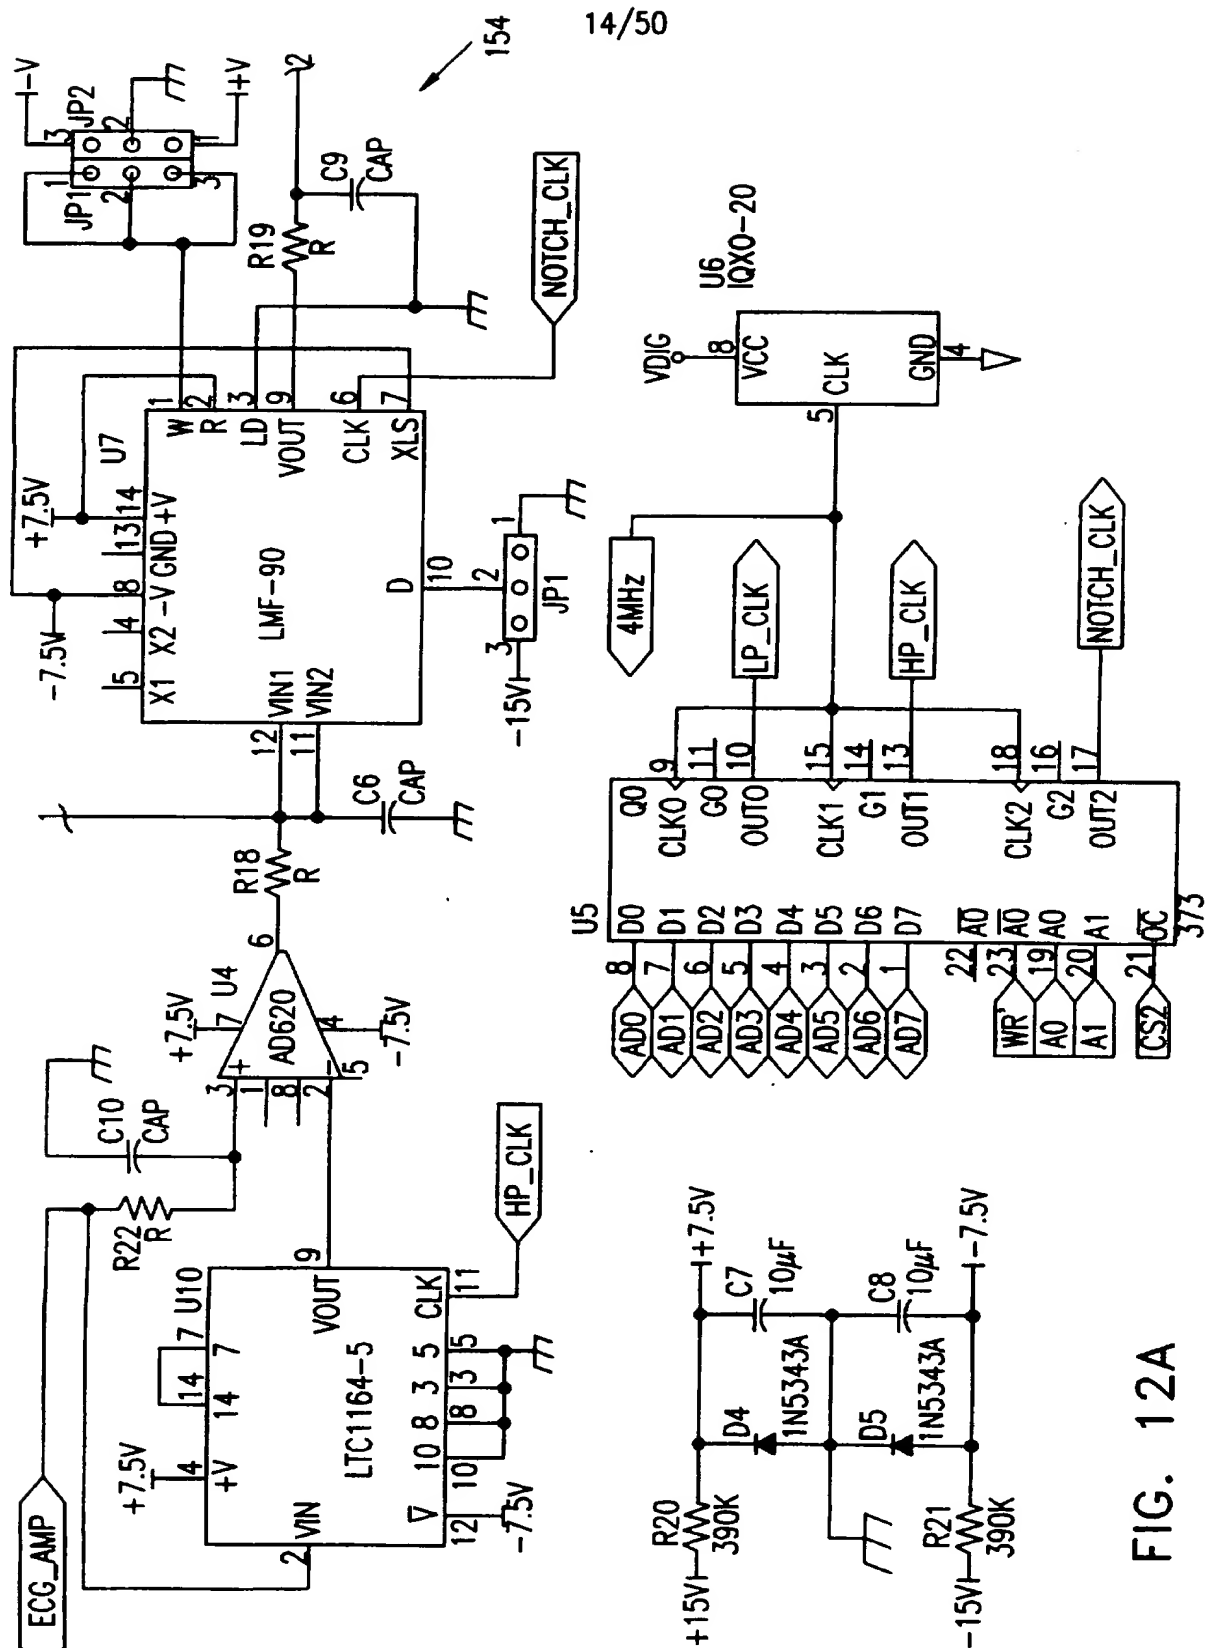 14/50
154
ECG_AMP
R22
R
C10
CAP
+7.5V
4
+V
14
14
7
7
U10
2
VIN
VOUT
9
LTC1164-5
V
12
-7.5V
10
10
8
8
3
3
5
5
CLK
11
HP_CLK
3
+
1
8
2
-
5
+7.5V
7
U4
AD620
4
-7.5V
6
R18
R
C6
CAP
12
VIN1
11
VIN2
5
X1
4
X2
-7.5V
8
-V
13
GND
+7.5V
14
+V
U7
LMF-90
1
W
2
R
3
LD
9
VOUT
6
CLK
7
XLS
D
10
-15V
3
2
1
JP1
NOTCH_CLK
R19
R
C9
CAP
2
JP1
1
2
3
JP2
3
2
1
-V
+V
+15V
R20
390K
D4
1N5343A
C7
10µF
+7.5V
-15V
R21
390K
D5
1N5343A
C8
10µF
-7.5V
U5
AD0
8
D0
AD1
7
D1
AD2
6
D2
AD3
5
D3
AD4
4
D4
AD5
3
D5
AD6
2
D6
AD7
1
D7
22
A0
WR'
23
A0
A0
19
A0
A1
20
A1
CS2
21
OC
373
Q0
CLK0
9
G0
11
OUT0
10
LP_CLK
CLK1
15
G1
14
OUT1
13
HP_CLK
CLK2
18
G2
16
OUT2
17
NOTCH_CLK
4MHz
VDIG
8
VCC
5
CLK
GND
4
U6
IQXO-20
FIG. 12A